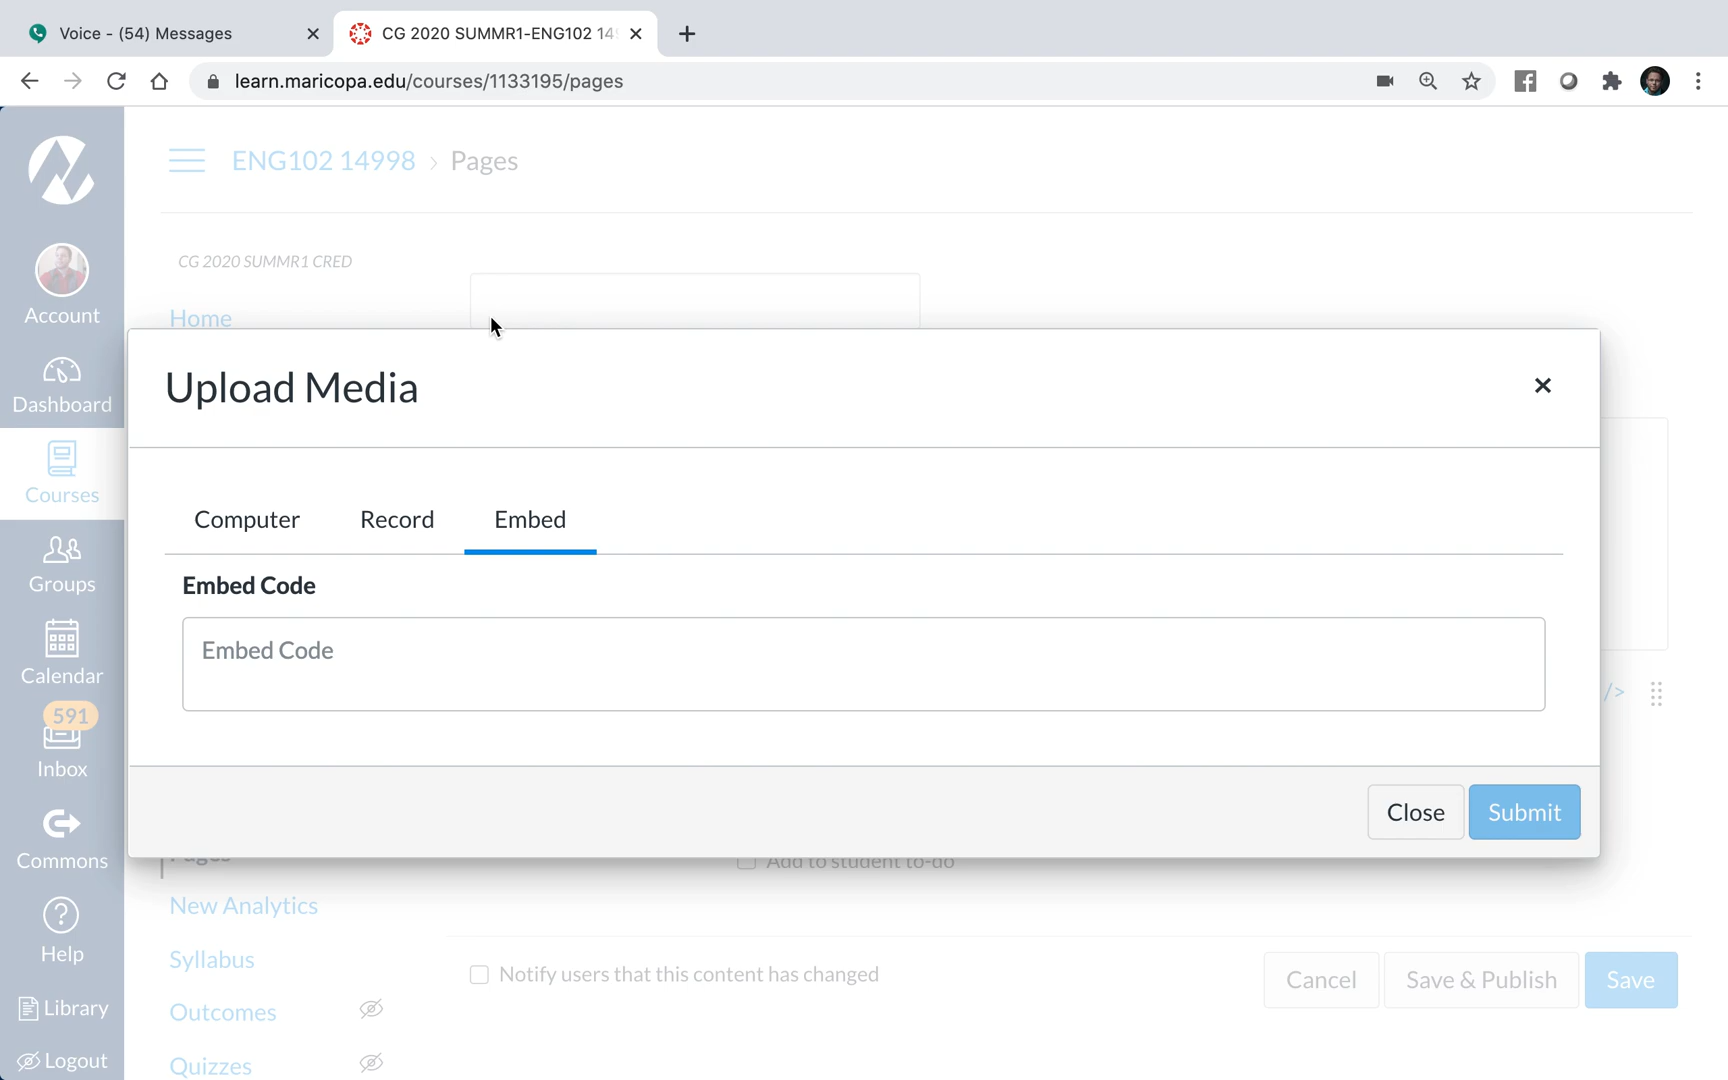 Voice - (54) Messages
CG 2020 SUMMR1-ENG102 14
learn.maricopa.edu/courses/1133195/pages
ENG102 14998 > Pages
CG 2020 SUMMR1 CRED
Home
Account
Dashboard
Courses
Groups
Calendar
591
Inbox
Commons
Help
Library
Logout
Upload Media
Computer Record Embed
Embed Code
Embed Code
Close Submit
/>
Pages
Add to student to-do
New Analytics
Syllabus
Outcomes
Quizzes
Notify users that this content has changed
Cancel Save & Publish Save